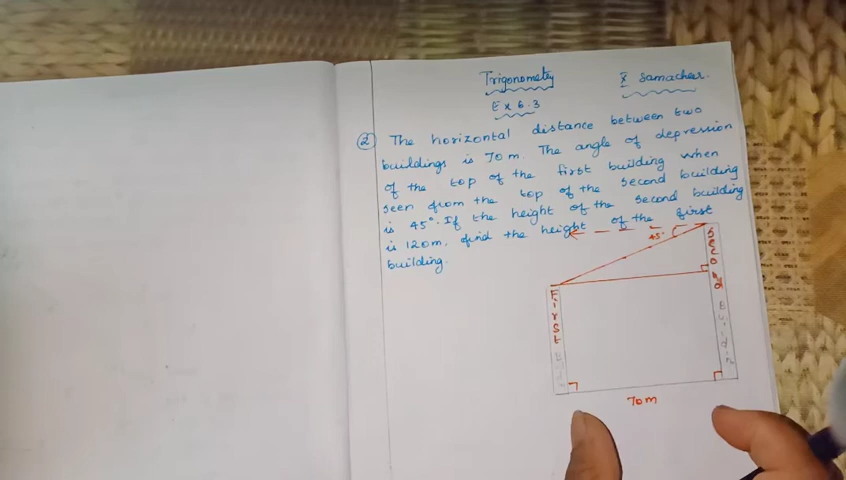 Trigonometry
X Samacheer.
Ex 6.3
2 The horizontal distance between two
buildings is 70 m. The angle of depression
of the top of the first building when
seen from the top of the second building
is 45°. If the height of the second building
is 120m, find the height of the first
building.
45°
Second
First
70m